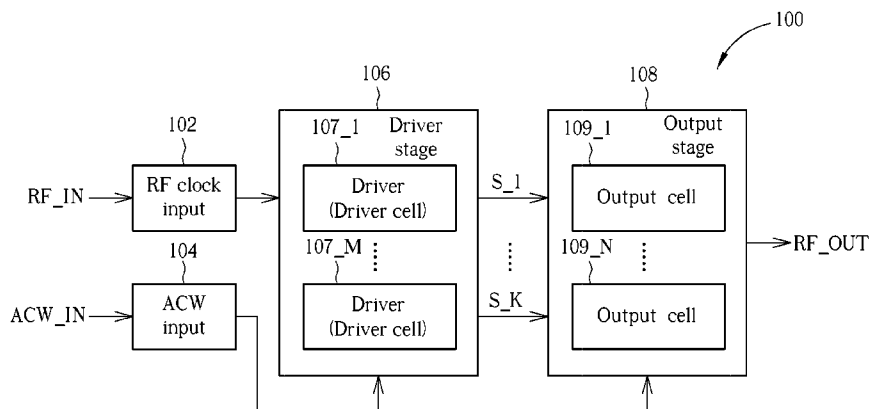 100
106
108
102
107_1
Driver
stage
109_1
Output
stage
RF_IN
RF clock
input
Driver
(Driver cell)
S_1
Output cell
RF_OUT
104
107_M
109_N
ACW_IN
ACW
input
Driver
(Driver cell)
S_K
Output cell